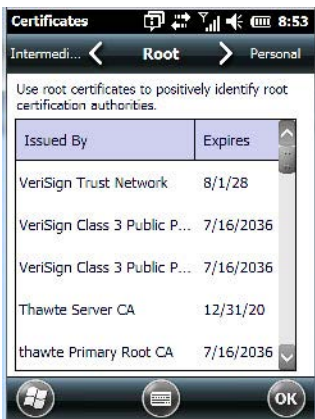 Certificates 8:53
Intermedi... Root Personal
Use root certificates to positively identify root
certification authorities.
Issued By Expires
VeriSign Trust Network 8/1/28
VeriSign Class 3 Public P... 7/16/2036
VeriSign Class 3 Public P... 7/16/2036
Thawte Server CA 12/31/20
thawte Primary Root CA 7/16/2036
OK